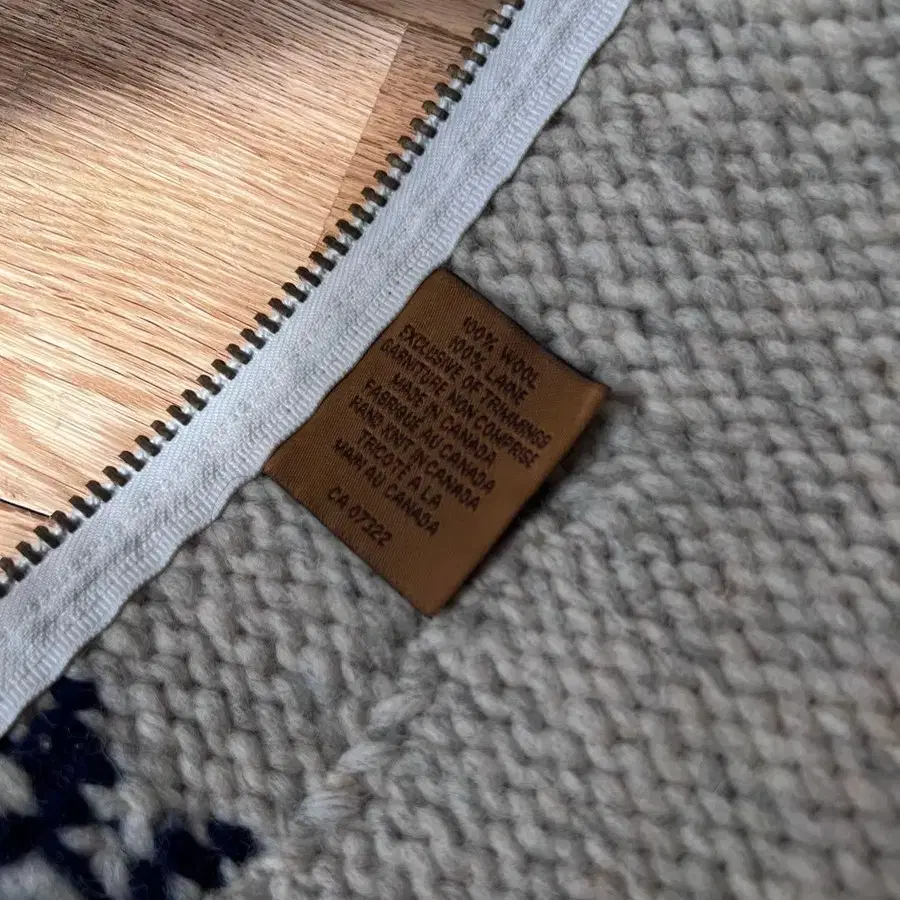 100% WOOL
100% LAINE
EXCLUSIVE OF TRIMMINGS
GARNITURE NON COMPRISE
MADE IN CANADA
FABRIQUE AU CANADA
HAND KNIT IN CANADA
TRICOTÉ A LA
MAIN AU CANADA
CA 07322